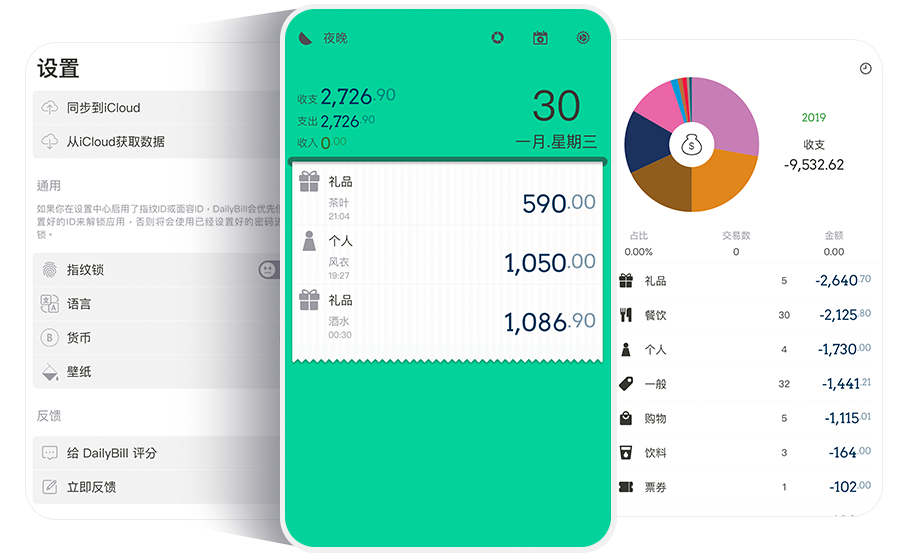 设置
同步到iCloud
从iCloud获取数据
通用
如果你在设置中心启用了指纹ID或面容ID，DailyBill会优先使
置好的ID来解锁应用，否则将会使用已经设置好的密码
锁。
指纹锁
语言
货币
壁纸
反馈
给 DailyBill 评分
立即反馈
夜晚
收支 2,726.90
支出 2,726.90
收入 0.00
30
一月.星期三
礼品
茶叶
21:04
590.00
个人
风衣
19:27
1,050.00
礼品
酒水
00:30
1,086.90
2019
收支
-9,532.62
占比 交易数 金额
0.00% 0 0.00
礼品 5 -2,640.70
餐饮 30 -2,125.80
个人 4 -1,730.00
一般 32 -1,441.21
购物 5 -1,115.01
饮料 3 -164.00
票券 1 -102.00